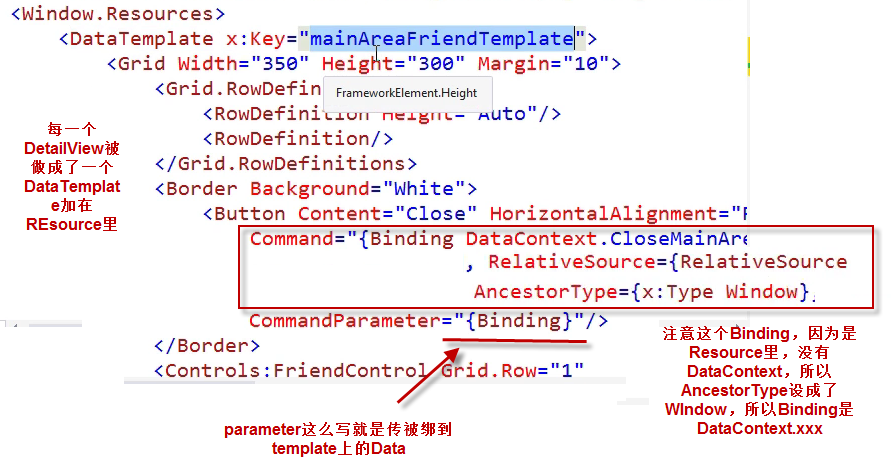 <Window.Resources>
<DataTemplate x:Key="mainAreaFriendTemplate">
<Grid Width="350" Height="300" Margin="10">
<Grid.RowDefini
FrameworkElement.Height
<RowDefinition Height="Auto"/>
<RowDefinition/>
</Grid.RowDefinitions>
<Border Background="White">
<Button Content="Close" HorizontalAlignment="
Command="{Binding DataContext.CloseMainAre
, RelativeSource={RelativeSource
AncestorType={x:Type Window}
CommandParameter="{Binding}"/>
</Border>
<Controls:FriendControl Grid.Row="1"
每一个
DetailView被
做成了一个
DataTemplat
e加在
REsource里
注意这个Binding，因为是
Resource里，没有
DataContext，所以
AncestorType设成了
WIndow，所以Binding是
DataContext.xxx
parameter这么写就是传被绑到
template上的Data